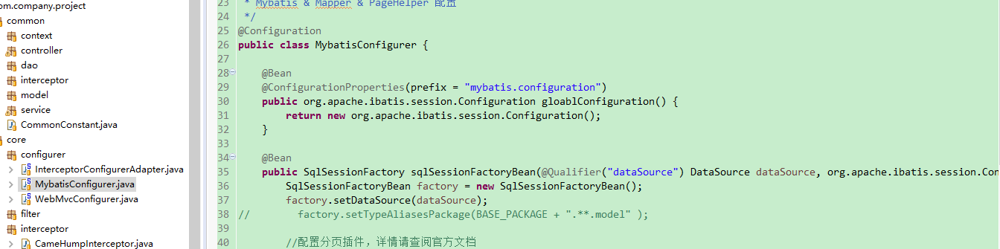 om.company.project
common
context
controller
dao
interceptor
model
service
CommonConstant.java
core
configurer
InterceptorConfigurerAdapter.java
MybatisConfigurer.java
WebMvcConfigurer.java
filter
interceptor
CameHumpInterceptor.java
23 * Mybatis & Mapper & PageHelper 配置
24 */
25 @Configuration
26 public class MybatisConfigurer {
27
28 @Bean
29 @ConfigurationProperties(prefix = "mybatis.configuration")
30 public org.apache.ibatis.session.Configuration gloablConfiguration() {
31 return new org.apache.ibatis.session.Configuration();
32 }
33
34 @Bean
35 public SqlSessionFactory sqlSessionFactoryBean(@Qualifier("dataSource") DataSource dataSource, org.apache.ibatis.session.Con
36 SqlSessionFactoryBean factory = new SqlSessionFactoryBean();
37 factory.setDataSource(dataSource);
38 // factory.setTypeAliasesPackage(BASE_PACKAGE + ".**.model" );
39
40 //配置分页插件，详情请查阅官方文档